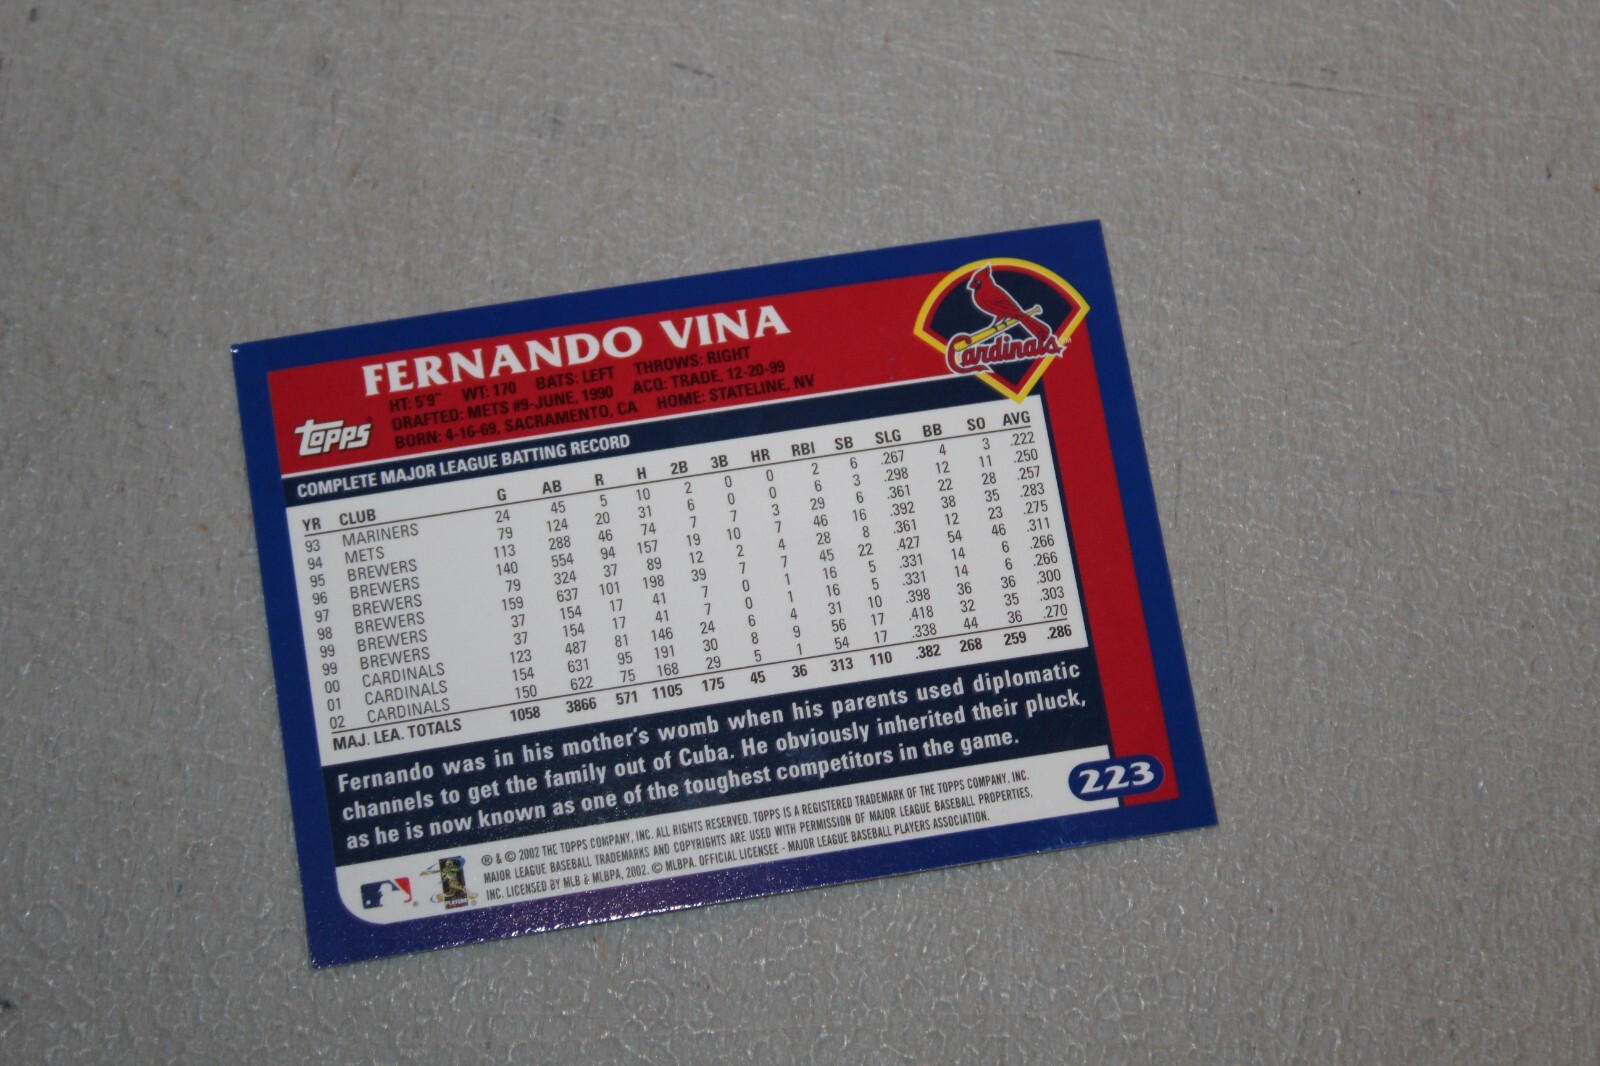 FERNANDO VINA
HT: 5'9" WT: 170 BATS: LEFT THROWS: RIGHT
DRAFTED: METS #9-JUNE, 1990 ACQ: TRADE, 12-20-99
BORN: 4-16-69, SACRAMENTO, CA HOME: STATELINE, NV
topps
Cardinals
COMPLETE MAJOR LEAGUE BATTING RECORD
YR CLUB G AB R H 2B 3B HR RBI SB SLG BB SO AVG
93 MARINERS 24 45 5 10 2 0 0 2 6 .267 4 3 .222
94 METS 79 124 20 31 6 0 0 6 3 .298 12 11 .250
95 BREWERS 113 288 46 74 7 7 3 29 6 .361 22 28 .257
96 BREWERS 140 554 94 157 19 10 7 46 16 .392 38 35 .283
97 BREWERS 79 324 37 89 12 2 4 28 8 .361 12 23 .275
98 BREWERS 159 637 101 198 39 7 7 45 22 .427 54 46 .311
99 BREWERS 37 154 17 41 7 0 1 16 5 .331 14 6 .266
99 BREWERS 37 154 17 41 7 0 1 16 5 .331 14 6 .266
00 CARDINALS 123 487 81 146 24 6 4 31 10 .398 36 36 .300
01 CARDINALS 154 631 95 191 30 8 9 56 17 .418 32 35 .303
02 CARDINALS 150 622 75 168 29 5 1 54 17 .338 44 36 .270
MAJ. LEA. TOTALS 1058 3866 571 1105 175 45 36 313 110 .382 268 259 .286
Fernando was in his mother's womb when his parents used diplomatic
channels to get the family out of Cuba. He obviously inherited their pluck,
as he is now known as one of the toughest competitors in the game.
223
® & © 2002 THE TOPPS COMPANY, INC. ALL RIGHTS RESERVED. TOPPS IS A REGISTERED TRADEMARK OF THE TOPPS COMPANY, INC.
MAJOR LEAGUE BASEBALL TRADEMARKS AND COPYRIGHTS ARE USED WITH PERMISSION OF MAJOR LEAGUE BASEBALL PROPERTIES,
INC. LICENSED BY MLB & MLBPA, 2002. © MLBPA. OFFICIAL LICENSEE - MAJOR LEAGUE BASEBALL PLAYERS ASSOCIATION.